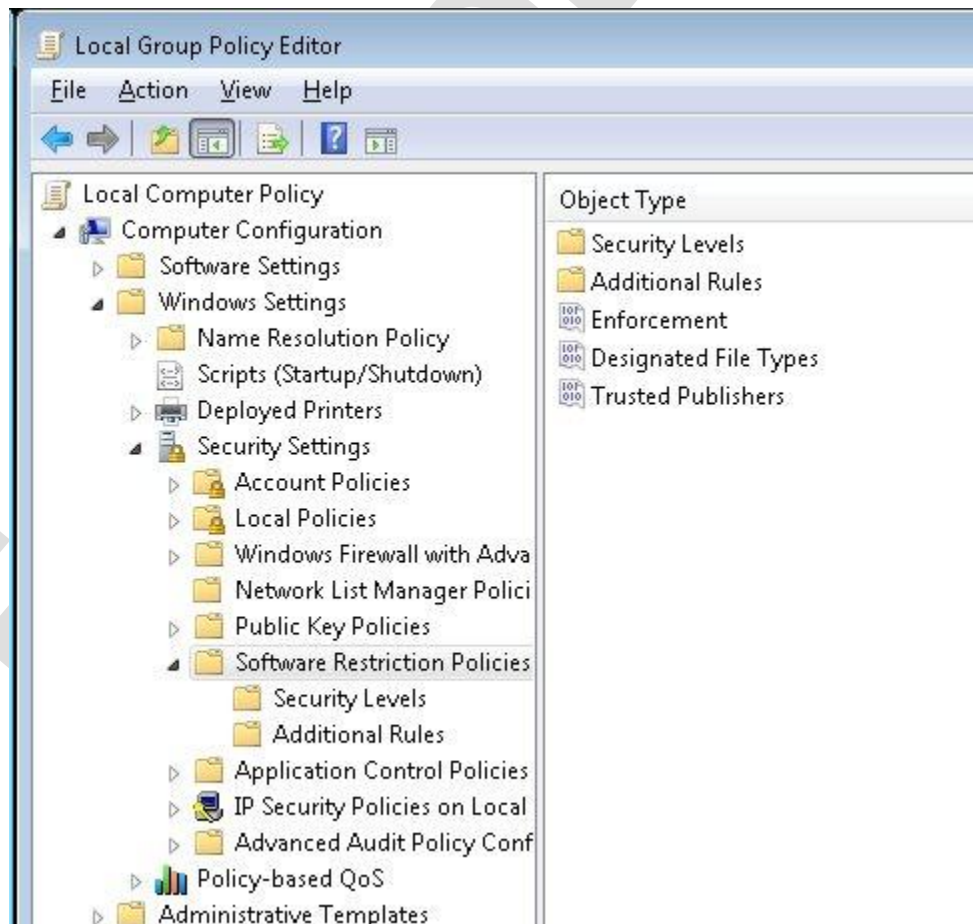 Local Group Policy Editor
File Action View Help
Local Computer Policy
Computer Configuration
Software Settings
Windows Settings
Name Resolution Policy
Scripts (Startup/Shutdown)
Deployed Printers
Security Settings
Account Policies
Local Policies
Windows Firewall with Adva
Network List Manager Polici
Public Key Policies
Software Restriction Policies
Security Levels
Additional Rules
Application Control Policies
IP Security Policies on Local
Advanced Audit Policy Conf
Policy-based QoS
Administrative Templates
Object Type
Security Levels
Additional Rules
Enforcement
Designated File Types
Trusted Publishers